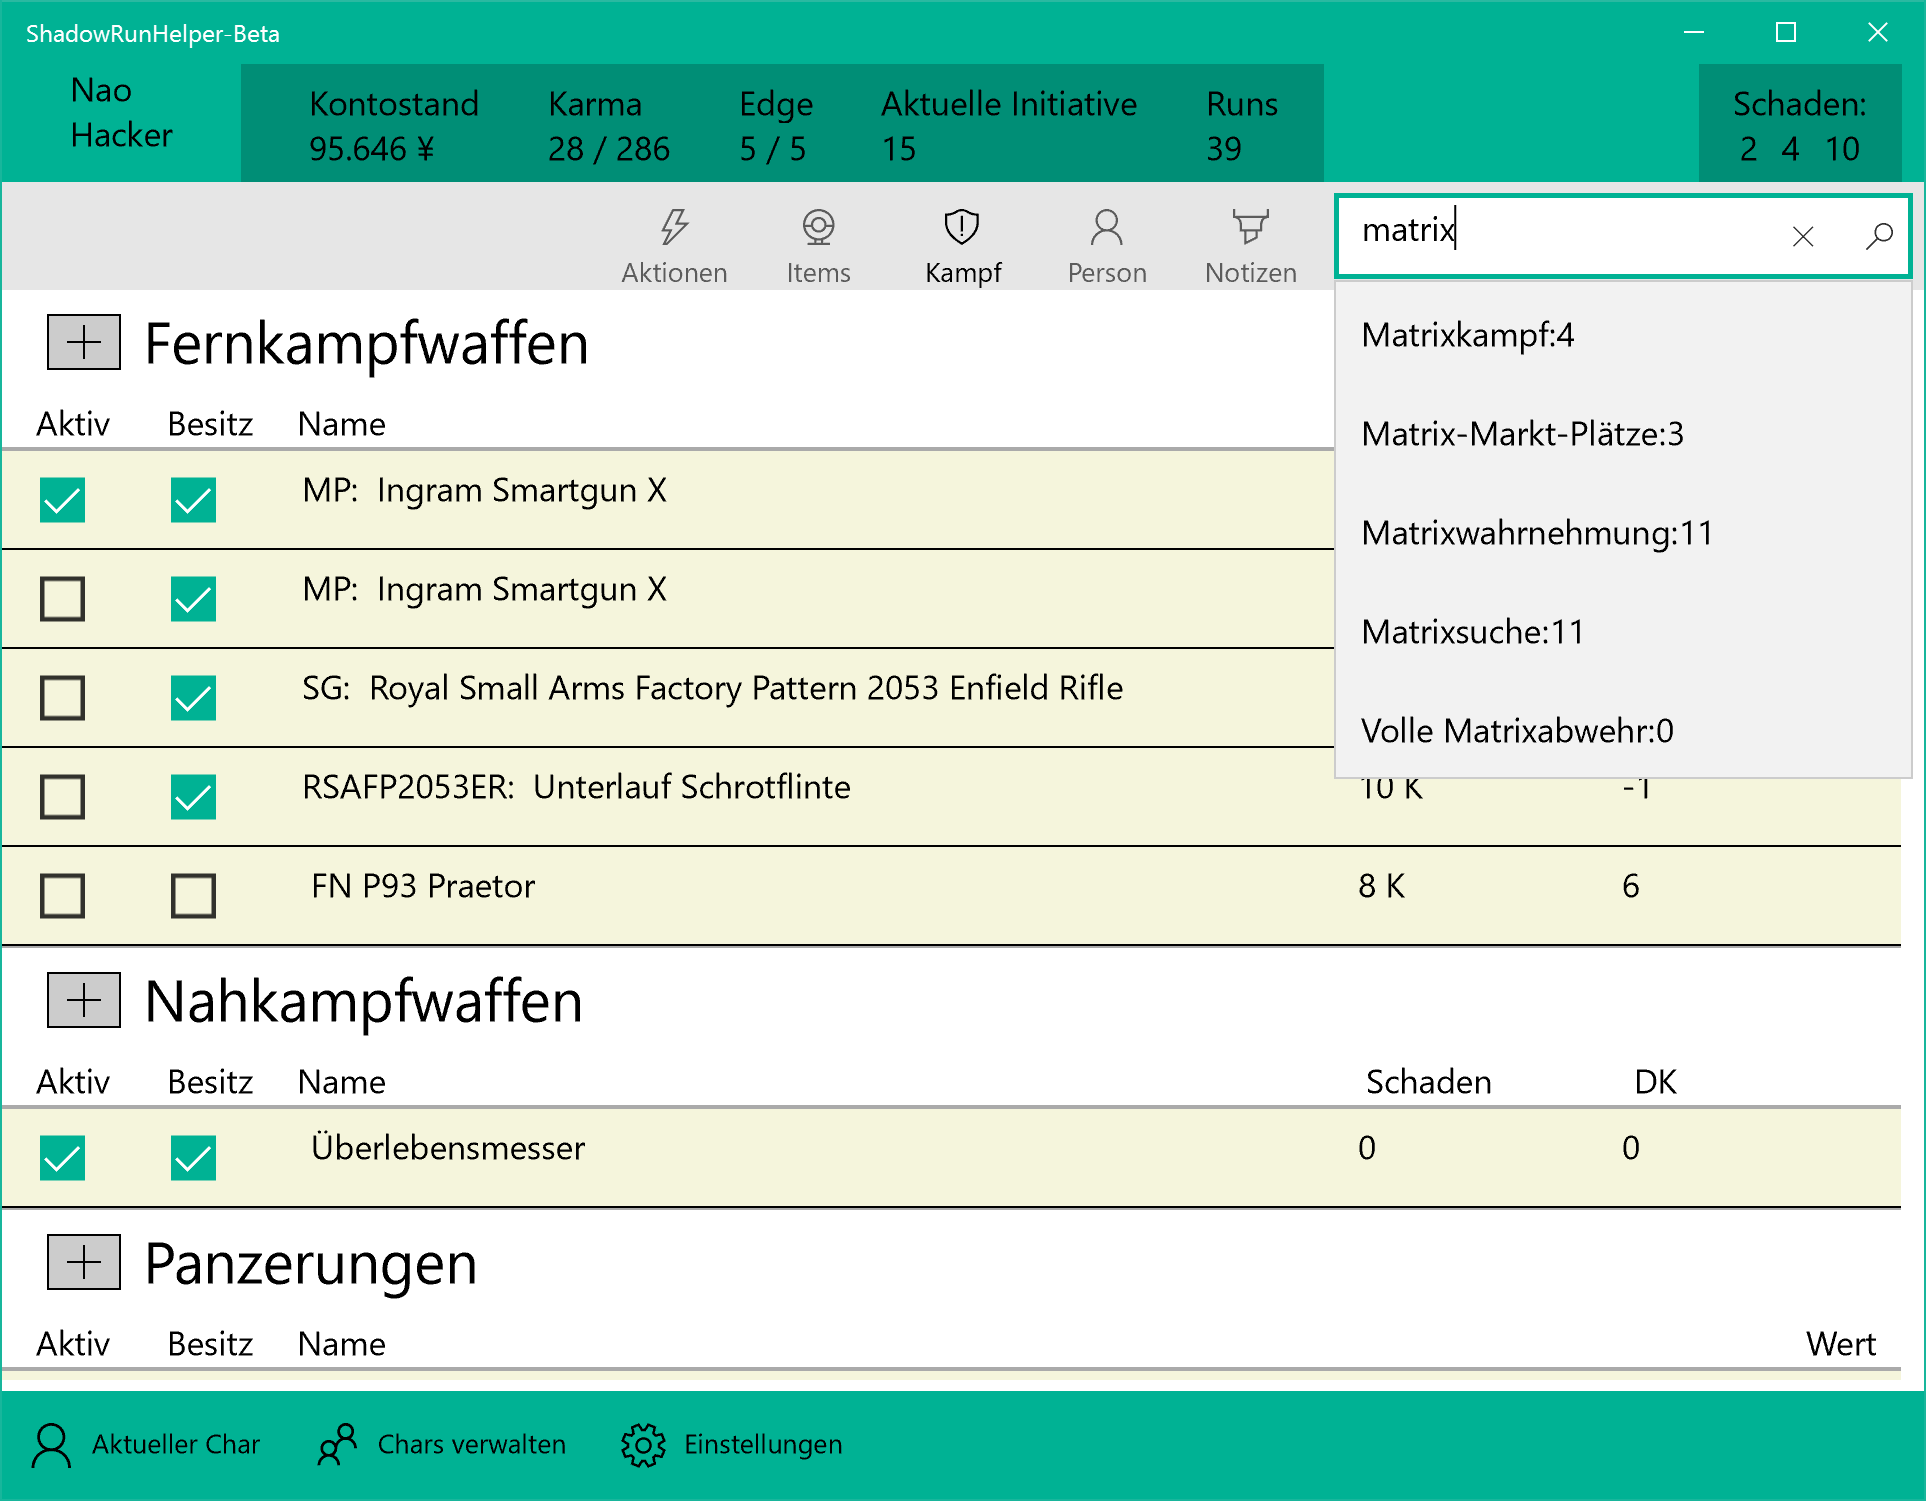 ShadowRunHelper-Beta
Nao
Hacker
Kontostand Karma Edge Aktuelle Initiative Runs Schaden:
95.646 ¥ 28 / 286 5 / 5 15 39 2 4 10
matrix
Aktionen Items Kampf Person Notizen
Matrixkampf:4
Matrix-Markt-Plätze:3
Matrixwahrnehmung:11
Matrixsuche:11
Volle Matrixabwehr:0
Fernkampfwaffen
Aktiv Besitz Name
MP: Ingram Smartgun X
MP: Ingram Smartgun X
SG: Royal Small Arms Factory Pattern 2053 Enfield Rifle
RSAFP2053ER: Unterlauf Schrotflinte 10 K -1
FN P93 Praetor 8 K 6
Nahkampfwaffen
Aktiv Besitz Name Schaden DK
Überlebensmesser 0 0
Panzerungen
Aktiv Besitz Name Wert
Aktueller Char Chars verwalten Einstellungen